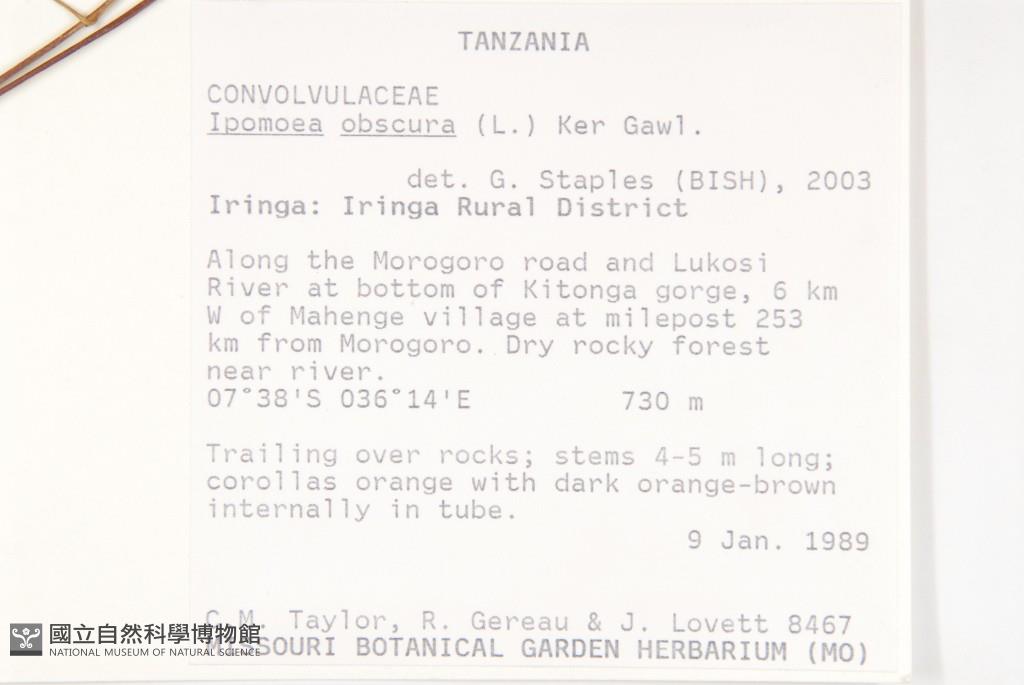 TANZANIA
CONVOLVULACEAE
Ipomoea obscura (L.) Ker Gawl.
det. G. Staples (BISH), 2003
Iringa: Iringa Rural District
Along the Morogoro road and Lukosi
River at bottom of Kitonga gorge, 6 km
W of Mahenge village at milepost 253
km from Morogoro. Dry rocky forest
near river.
07°38'S 036°14'E 730 m
Trailing over rocks; stems 4-5 m long;
corollas orange with dark orange-brown
internally in tube.
9 Jan. 1989
C.M. Taylor, R. Gereau & J. Lovett 8467
MISSOURI BOTANICAL GARDEN HERBARIUM (MO)
國立自然科學博物館
NATIONAL MUSEUM OF NATURAL SCIENCE